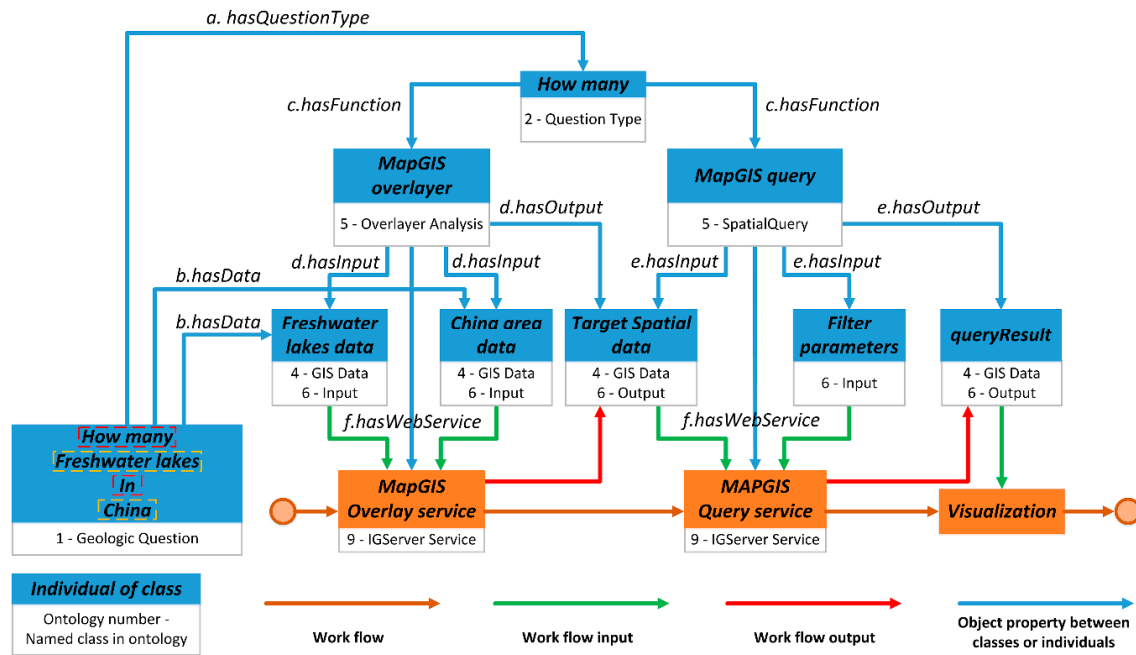 a. hasQuestionType
How many
2 - Question Type
c.hasFunction
c.hasFunction
MapGIS
overlayer
5 - Overlayer Analysis
MapGIS query
5 - SpatialQuery
d.hasOutput
e.hasOutput
d.hasInput
d.hasInput
e.hasInput
e.hasInput
b.hasData
b.hasData
Freshwater
lakes data
4 - GIS Data
6 - Input
China area
data
4 - GIS Data
6 - Input
Target Spatial
data
4 - GIS Data
6 - Output
Filter
parameters
6 - Input
queryResult
4 - GIS Data
6 - Output
f.hasWebService
f.hasWebService
How many
Freshwater lakes
In
China
1 - Geologic Question
MapGIS
Overlay service
9 - IGServer Service
MAPGIS
Query service
9 - IGServer Service
Visualization
Individual of class
Ontology number -
Named class in ontology
Work flow
Work flow input
Work flow output
Object property between
classes or individuals